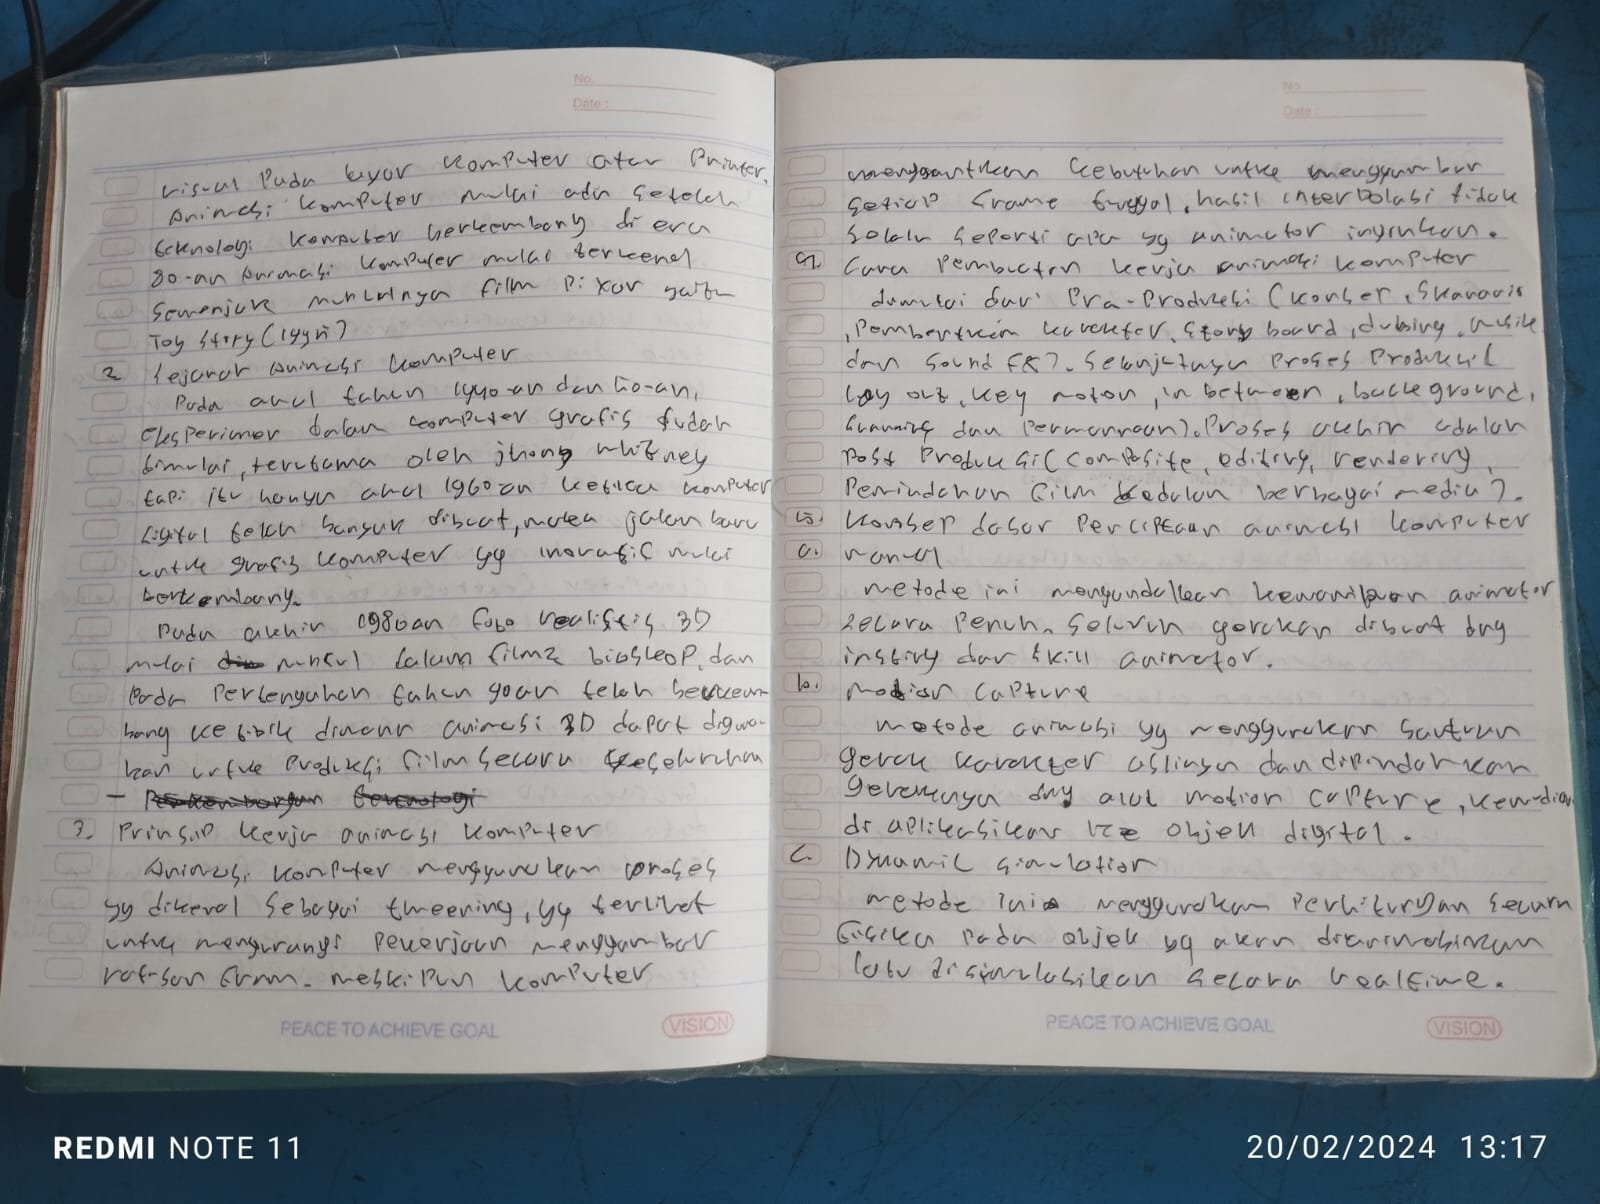 No.
Date :
visual Pada layar komputer atau Printer.
Animasi komputer mulai ada setelah
teknologi komputer berkembang di era
80-an Animasi komputer mulai terkenal
Semenjak munculnya film Pixar yaitu
Toy Story (1995)
2 Sejarah Animasi Komputer
Pada awal tahun 1940-an dan 50-an,
eksperimen dalam computer grafis sudah
dimulai, terutama oleh jhong whitney
tapi itu hanya awal 1960an ketika komputer
digital telah banyak dibuat, maka jalan baru
untuk grafis komputer yg inovatif mulai
berkembang.
Pada akhir 1980an foto realistis 3D
mulai muncul dalam film2 bioskop, dan
Pada Pertengahan tahun 90an telah berkem-
bang ke titik dimana animasi 3D dapat diguna-
kan untuk Produksi film secara keseluruhan
- Perkembangan teknologi
3. Prinsip kerja animasi komputer
Animasi komputer menggunakan proses
yg dikenal Sebagai tweening, yg terlibat
untuk mengurangi Pekerjaan menggambar
ratusan fram. meskipun komputer
PEACE TO ACHIEVE GOAL
VISION
No.
Date :
menggantikan kebutuhan untuk menggambar
setiap frame tunggal, hasil interbolasi tidak
Selalu Seperti apa yg animator inginkan.
4. Cara Pembuatan kerja animasi komputer
dimulai dari Pra-Produksi (konsep, Skenario
, Pembentukan karakter, Story board, dubbing, musik
dan sound FX). Selanjutnya Proses Produksi (
lay out, key moton, in between, background,
Scanning dan Permarnaan). Proses akhir adalah
Post Produksi (Composite, editing, rendering,
Pemindahan film kedalam berbagai media).
5. konsep dasar Penciptaan animasi komputer
a. manual
metode ini mengandalkan kemampuan animator
secara Penuh. Seluruh gerakan dibuat dng
insting dan skill animator.
b. motion capture
metode animasi yg menggunakan
gerak karakter aslinya dan dipindahkan
gerakanya dng alat motion capture, kemudian
di aplikasikan ke objek digital.
c. Dynamic simulation
metode ini menggunakan Perhitungan secara
fisika Pada objek yg akan dianimasikan
lalu disimulasikan secara realtime.
PEACE TO ACHIEVE GOAL
VISION
REDMI NOTE 11
20/02/2024 13:17